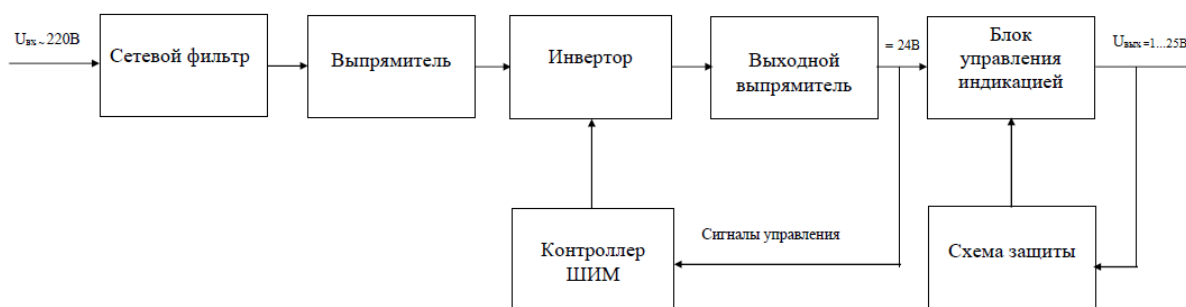 Uвх ~ 220В
Сетевой фильтр
Выпрямитель
Инвертор
Выходной
выпрямитель
= 24В
Блок
управления
индикацией
Uвых =1...25В
Контроллер
ШИМ
Сигналы управления
Схема защиты